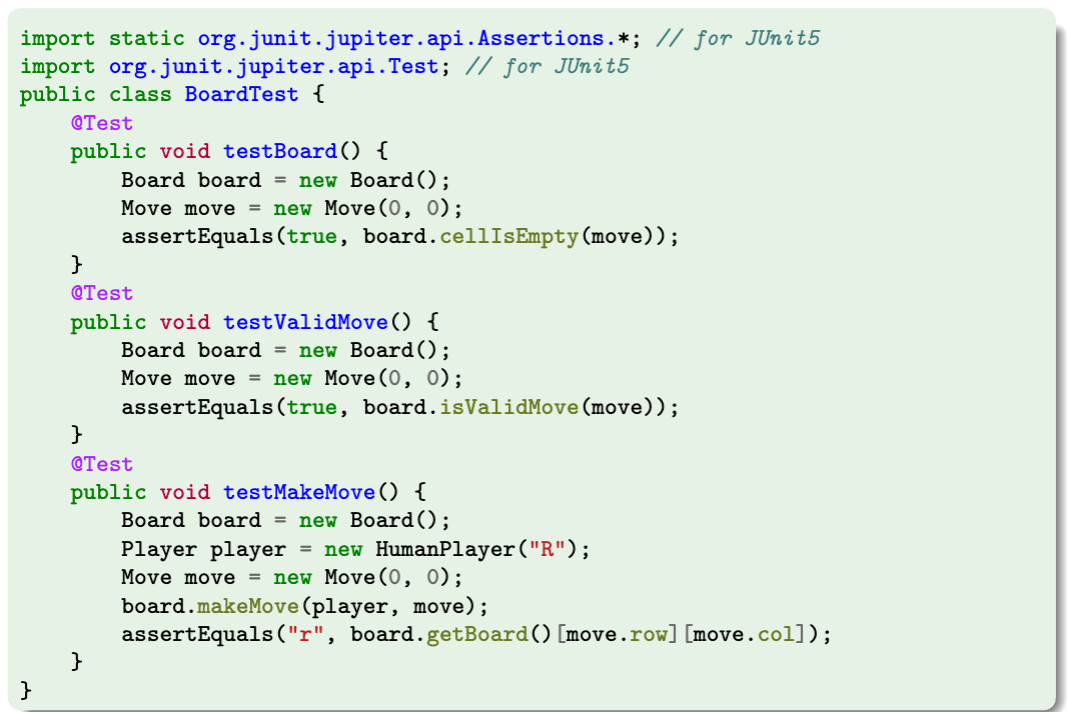 import static org.junit.jupiter.api.Assertions.*; // for JUnit5
import org.junit.jupiter.api.Test; // for JUnit5
public class BoardTest {
    @Test
    public void testBoard() {
        Board board = new Board();
        Move move = new Move(0, 0);
        assertEquals(true, board.cellIsEmpty(move));
    }
    @Test
    public void testValidMove() {
        Board board = new Board();
        Move move = new Move(0, 0);
        assertEquals(true, board.isValidMove(move));
    }
    @Test
    public void testMakeMove() {
        Board board = new Board();
        Player player = new HumanPlayer("R");
        Move move = new Move(0, 0);
        board.makeMove(player, move);
        assertEquals("r", board.getBoard()[move.row][move.col]);
    }
}